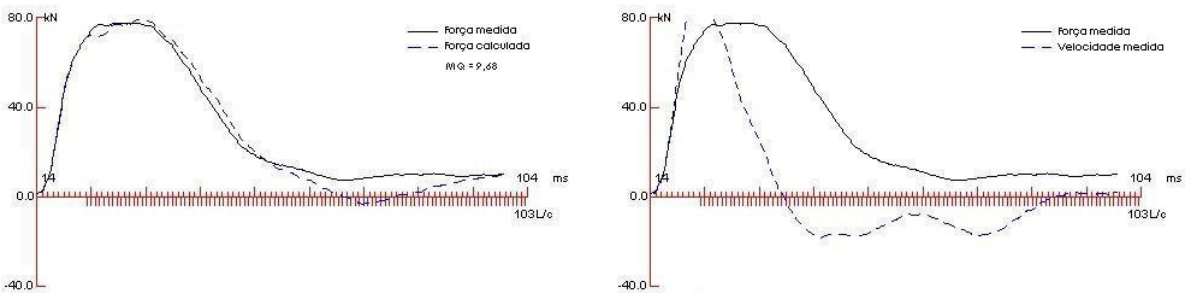 80.0 kN
Força medida
Força calculada
MQ = 9,68
40.0
14
104 ms
0.0
103L/c
-40.0
80.0 kN
Força medida
Velocidade medida
40.0
14
104 ms
0.0
103L/c
-40.0